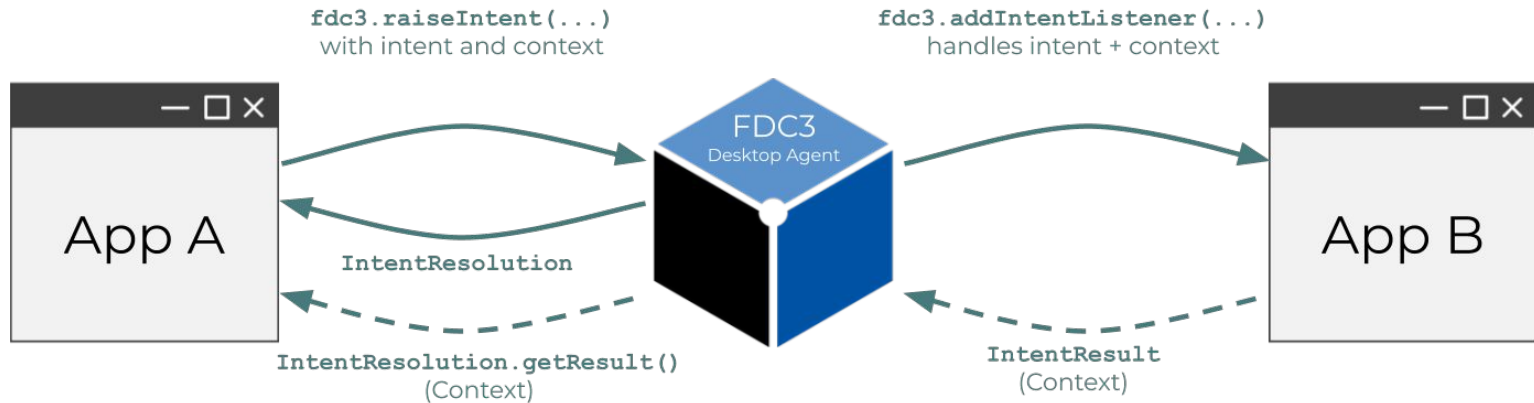 fdc3.raiseIntent(...)
with intent and context
fdc3.addIntentListener(...)
handles intent + context
App A
FDC3
Desktop Agent
App B
IntentResolution
IntentResolution.getResult()
(Context)
IntentResult
(Context)